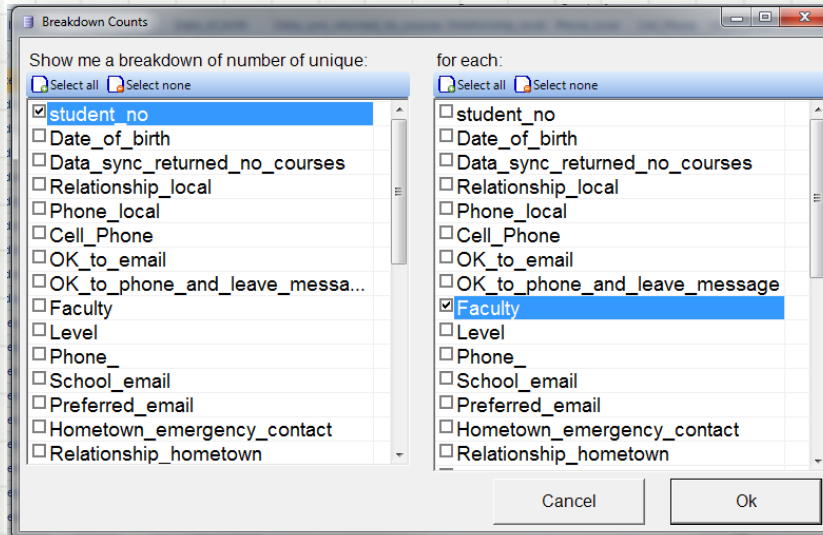 Breakdown Counts
Show me a breakdown of number of unique:
Select all Select none
student_no
Date_of_birth
Data_sync_returned_no_courses
Relationship_local
Phone_local
Cell_Phone
OK_to_email
OK_to_phone_and_leave_messa...
Faculty
Level
Phone_
School_email
Preferred_email
Hometown_emergency_contact
Relationship_hometown
for each:
Select all Select none
student_no
Date_of_birth
Data_sync_returned_no_courses
Relationship_local
Phone_local
Cell_Phone
OK_to_email
OK_to_phone_and_leave_message
Faculty
Level
Phone_
School_email
Preferred_email
Hometown_emergency_contact
Relationship_hometown
Cancel
Ok